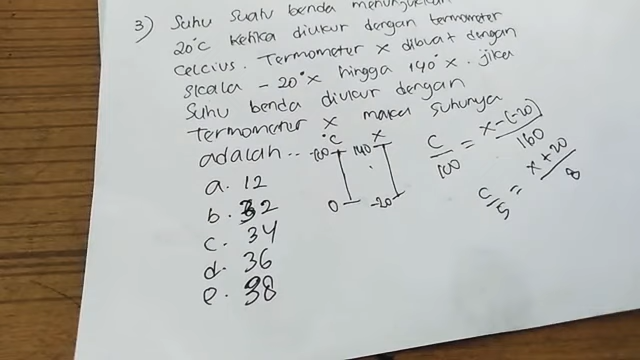 3) Suhu suatu benda menunjukkan
20°C ketika diukur dengan termometer
celcius. Termometer X dibuat dengan
skala -20°X hingga 140°X. jika
Suhu benda diukur dengan
termometer X maka suhunya
adalah...
a. 12
b. 32
c. 34
d. 36
e. 38
°C X
100 140
0 -20
C/100 = X-(-20)/160
C/5 = X+20/8